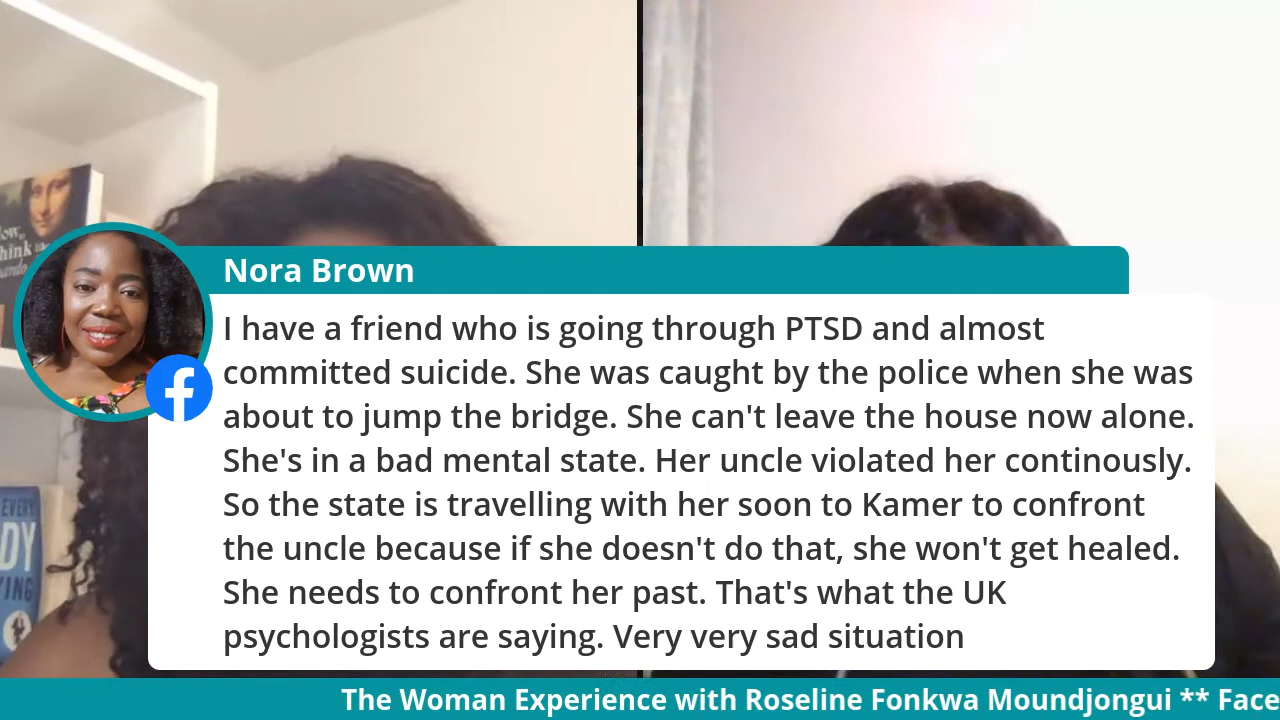 Nora Brown
I have a friend who is going through PTSD and almost
committed suicide. She was caught by the police when she was
about to jump the bridge. She can't leave the house now alone.
She's in a bad mental state. Her uncle violated her continously.
So the state is travelling with her soon to Kamer to confront
the uncle because if she doesn't do that, she won't get healed.
She needs to confront her past. That's what the UK
psychologists are saying. Very very sad situation
The Woman Experience with Roseline Fonkwa Moundjongui ** Face
EVERY
DY
YING